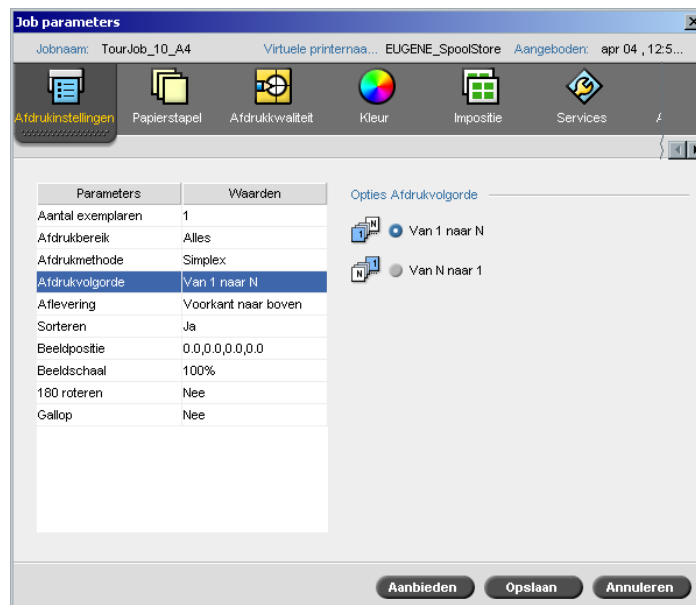 Job parameters
Jobnaam: TourJob_10_A4 Virtuele printernaa... EUGENE_SpoolStore Aangeboden: apr 04 , 12:5...
Afdrukinstellingen Papierstapel Afdrukkwaliteit Kleur Impositie Services
Parameters Waarden
Aantal exemplaren 1
Afdrukbereik Alles
Afdrukmethode Simplex
Afdrukvolgorde Van 1 naar N
Aflevering Voorkant naar boven
Sorteren Ja
Beeldpositie 0.0,0.0,0.0,0.0
Beeldschaal 100%
180 roteren Nee
Gallop Nee
Opties Afdrukvolgorde
1 N Van 1 naar N
N 1 Van N naar 1
Aanbieden Opslaan Annuleren